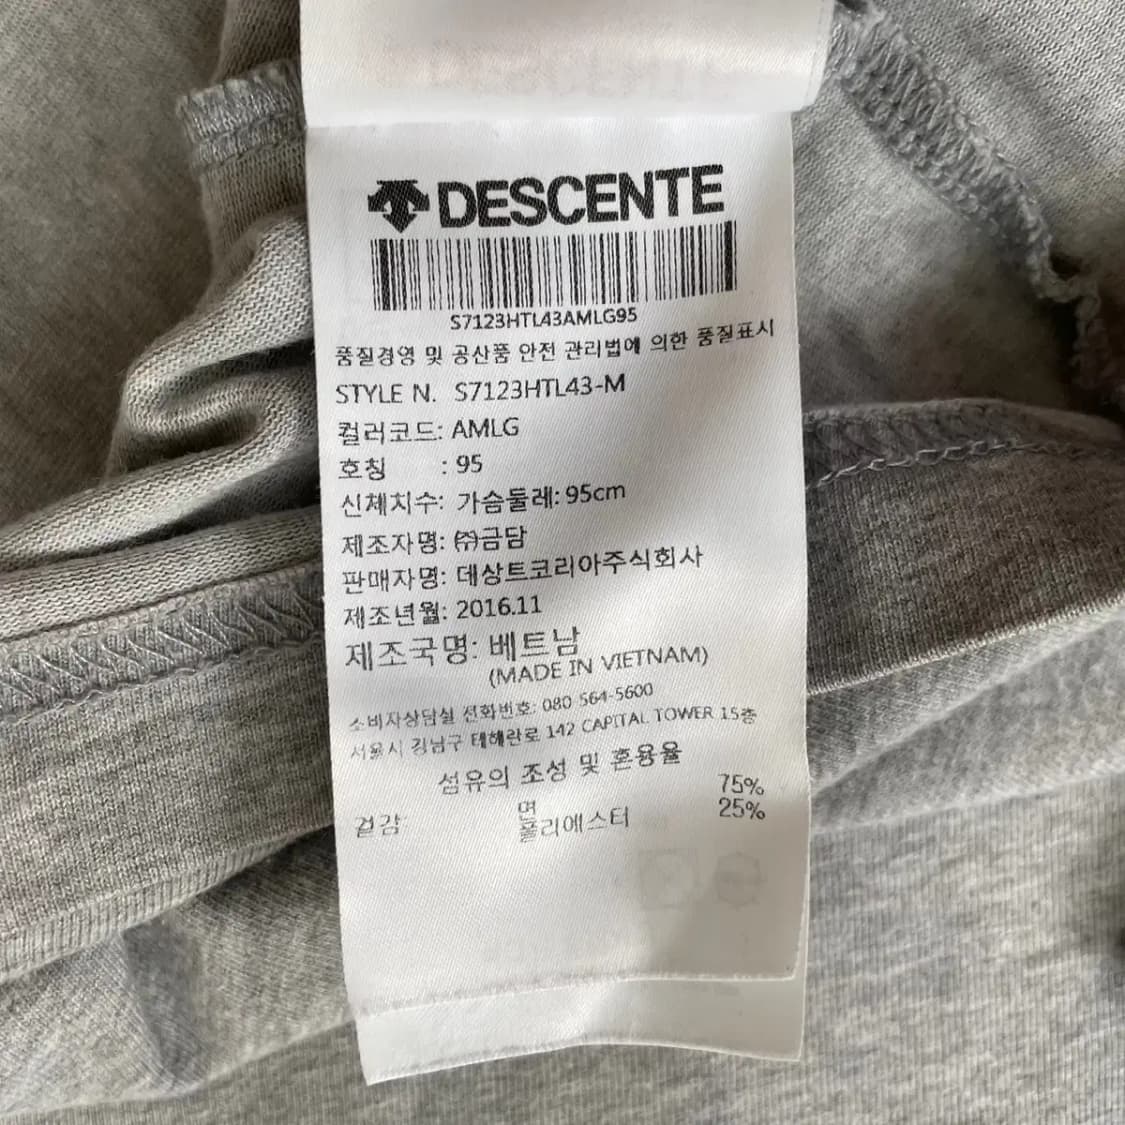 DESCENTE
S7123HTL43AMLG95
품질경영 및 공산품 안전 관리법에 의한 품질표시
STYLE N. S7123HTL43-M
컬러코드: AMLG
호칭 : 95
신체치수: 가슴둘레: 95cm
제조자명: ㈜금담
판매자명: 데상트코리아주식회사
제조년월: 2016.11
제조국명: 베트남
(MADE IN VIETNAM)
소비자상담실 전화번호: 080-564-5600
서울시 강남구 테헤란로 142 CAPITAL TOWER 15층
섬유의 조성 및 혼용율
겉감: 면 75%
폴리에스터 25%